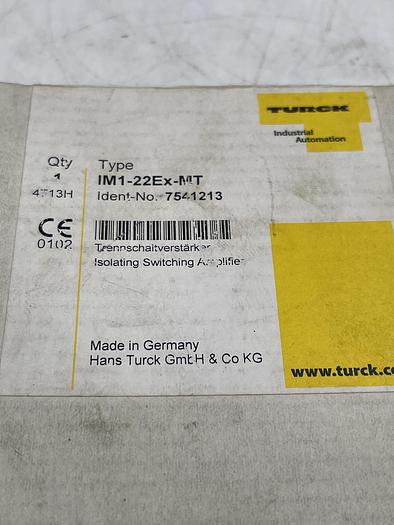 TURCK
Industrial
Automation
Qty
Type
1
IM1-22Ex-MT
4713H
Ident-No. 7541213
CE
0102
Trennschaltverstärker
Isolating Switching Amplifier
Made in Germany
Hans Turck GmbH & Co KG
www.turck.co